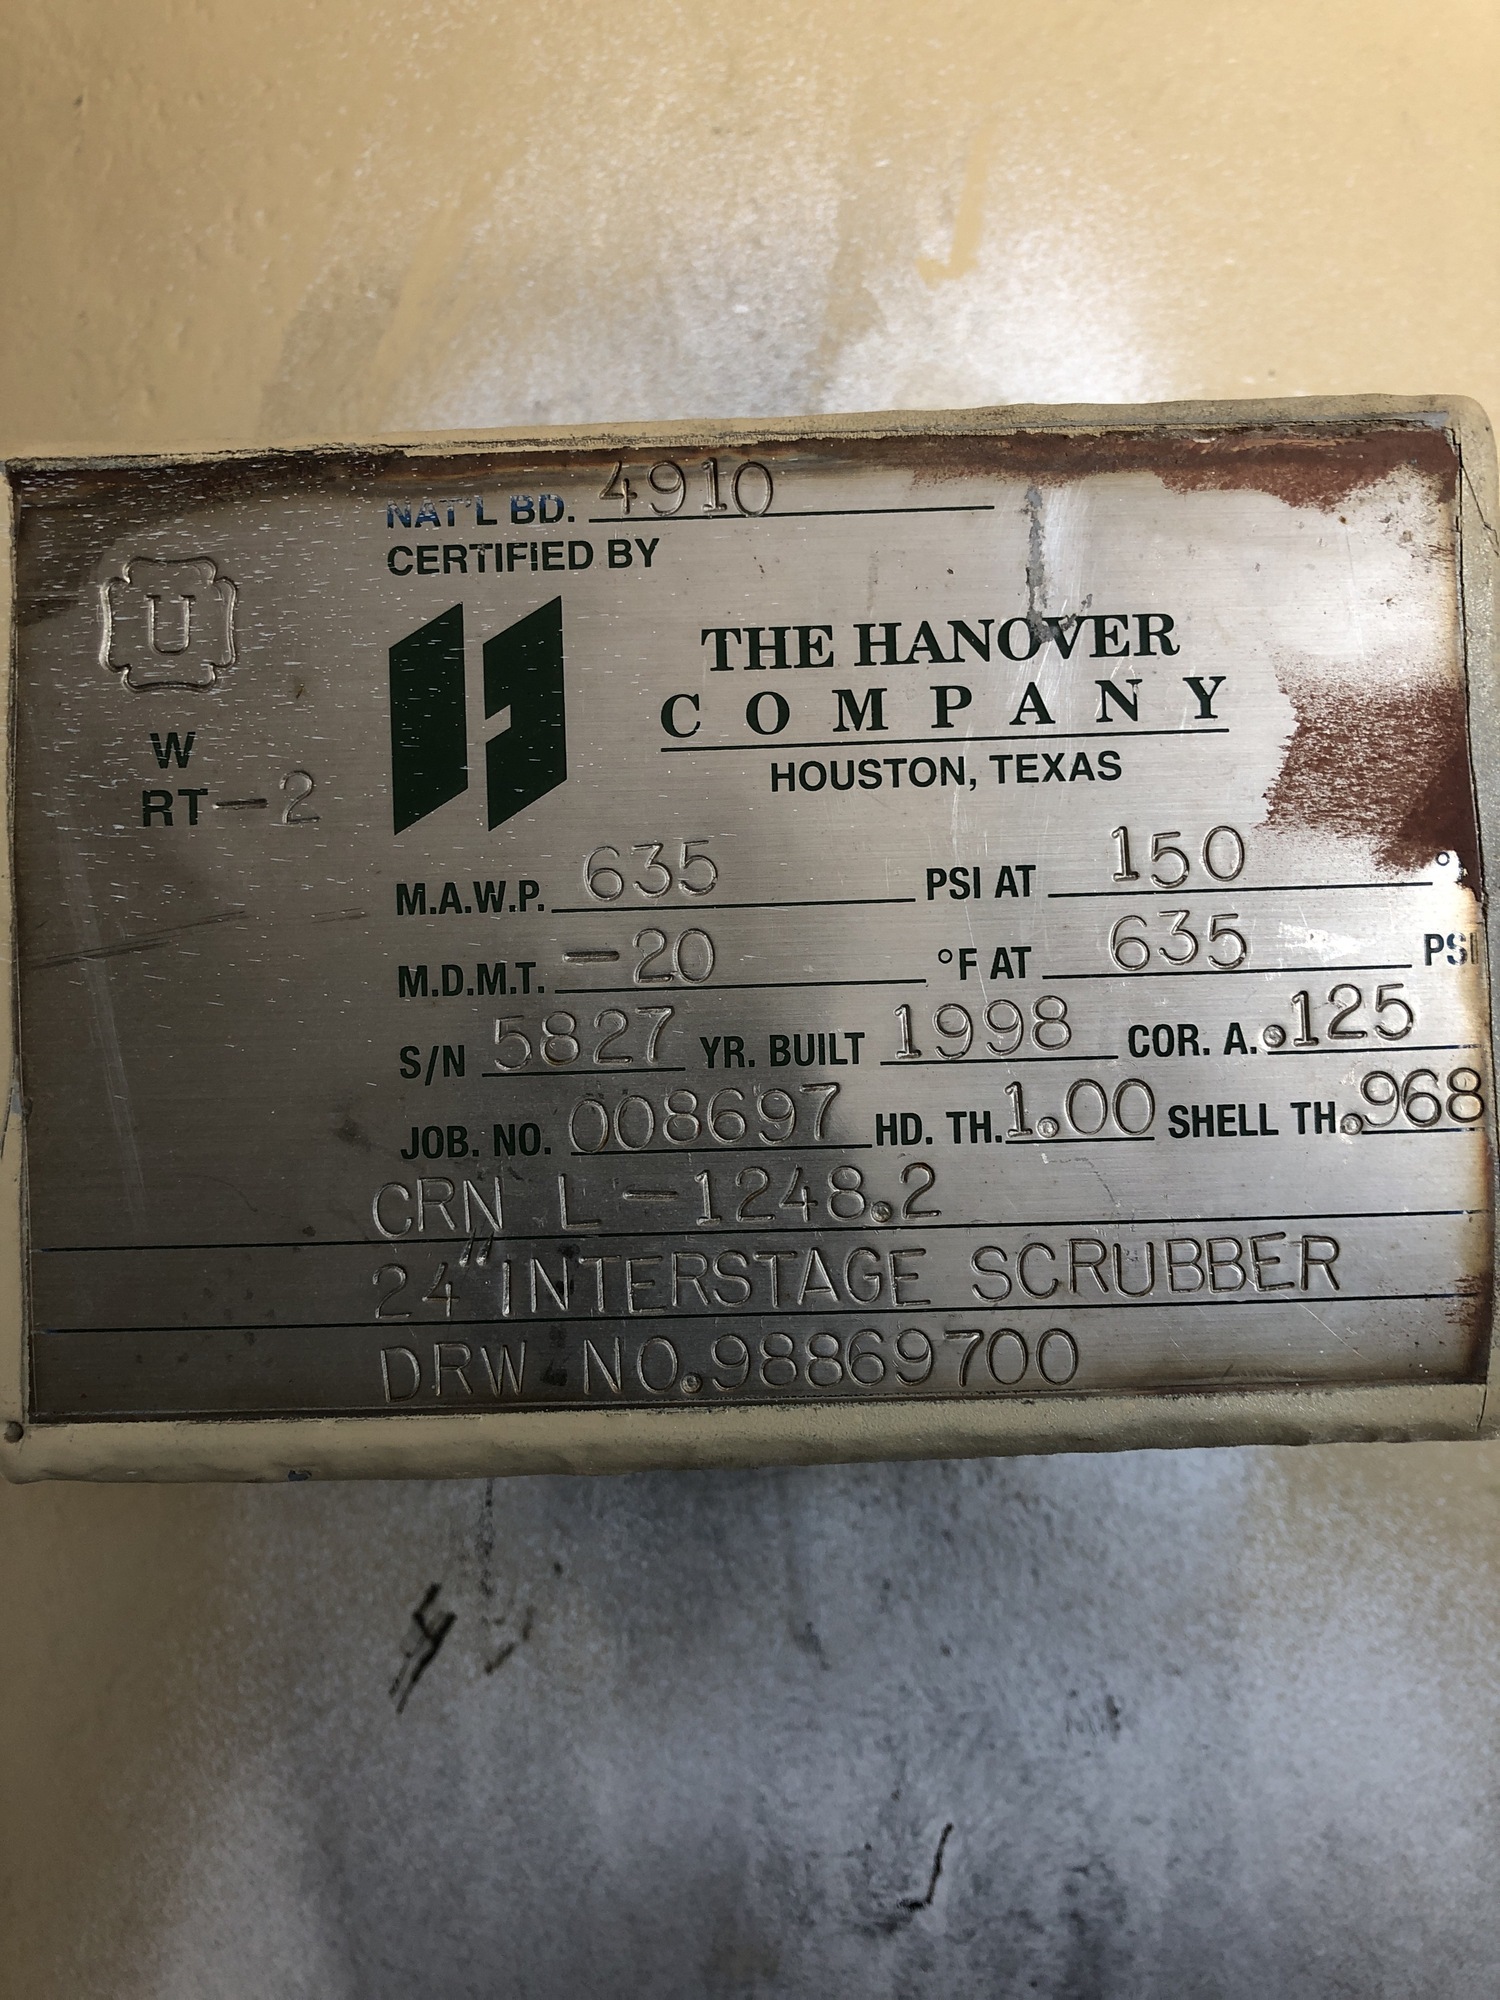 NAT'L BD. 4910
CERTIFIED BY
U
W
RT-2
THE HANOVER
COMPANY
HOUSTON, TEXAS
M.A.W.P. 635 PSI AT 150 °
M.D.M.T. -20 °F AT 635 PSI
S/N 5827 YR. BUILT 1998 COR. A. .125
JOB. NO. 008697 HD. TH. 1.00 SHELL TH. .968
CRN L-1248.2
24" INTERSTAGE SCRUBBER
DRW NO. 98869700